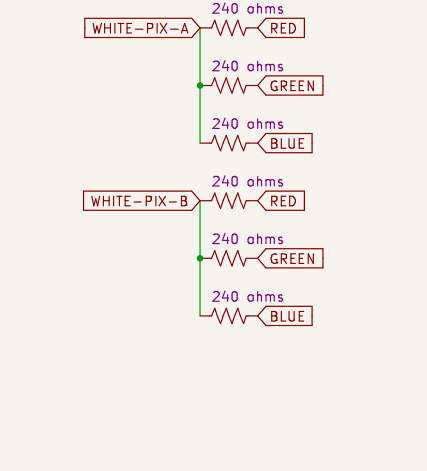 240 ohms
WHITE-PIX-A RED
240 ohms
GREEN
240 ohms
BLUE
240 ohms
WHITE-PIX-B RED
240 ohms
GREEN
240 ohms
BLUE